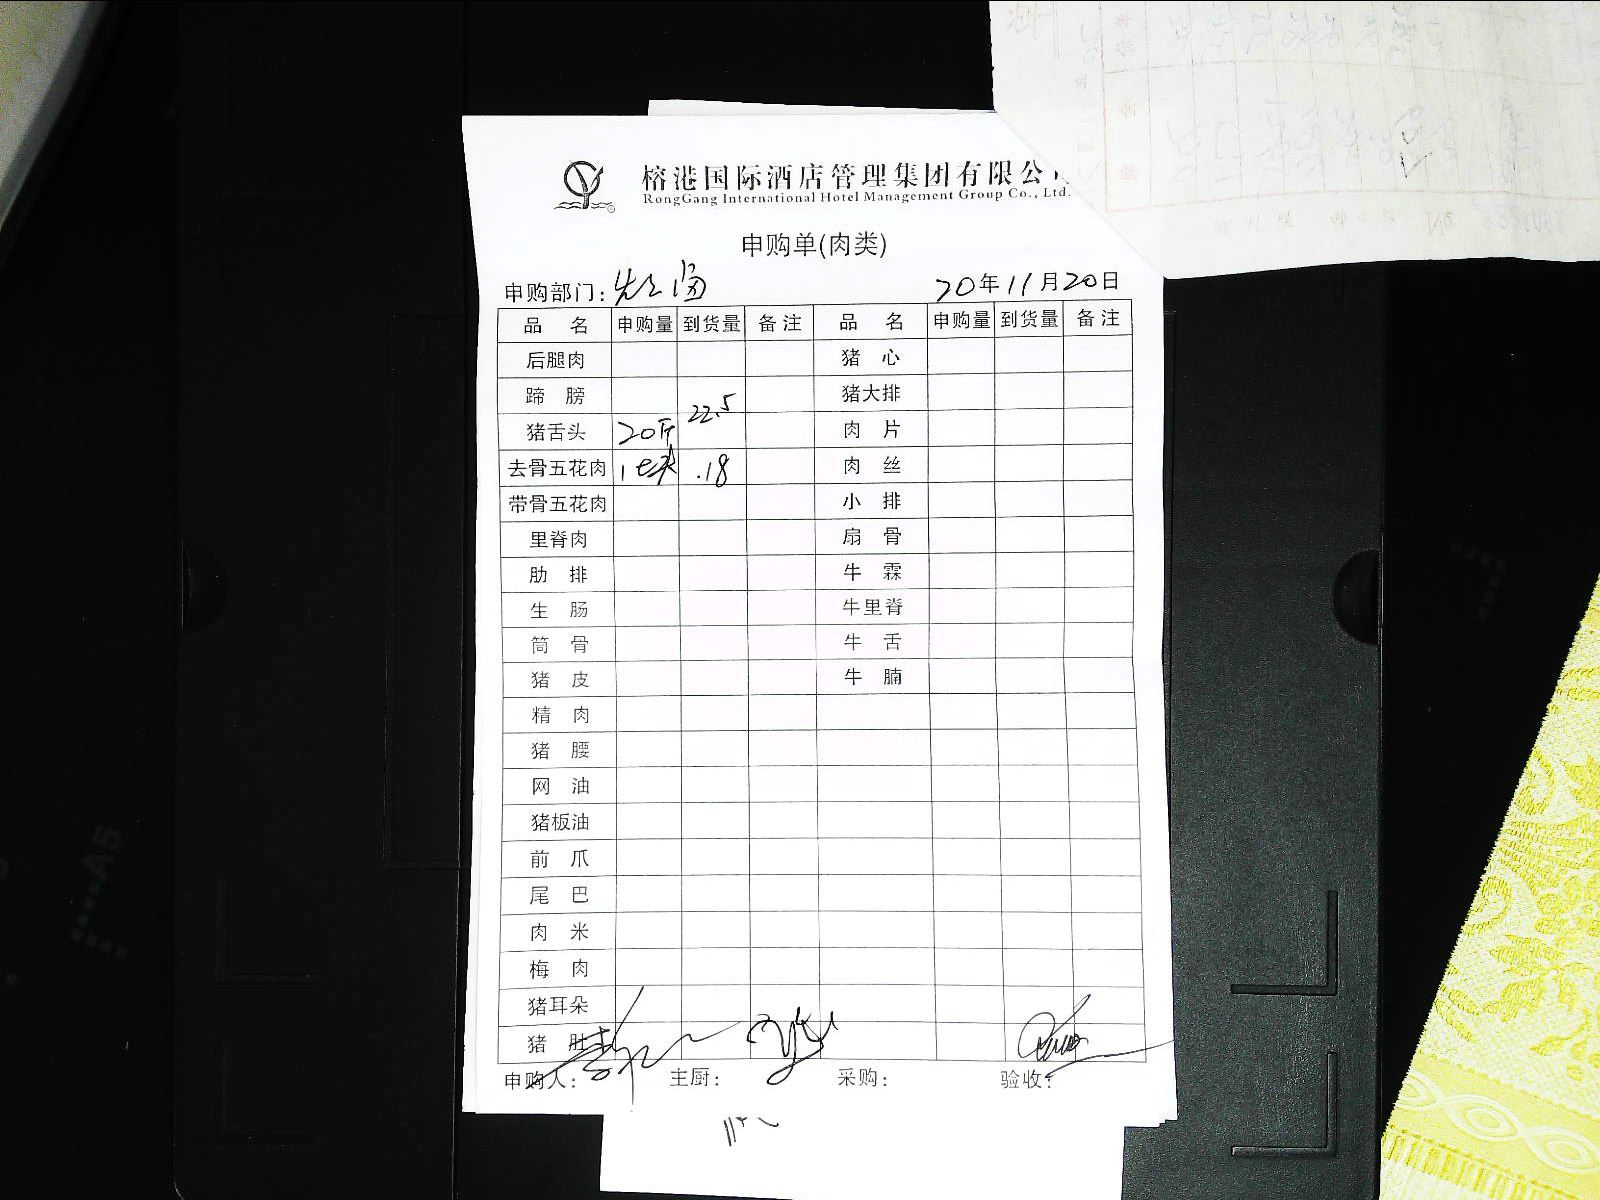 榕港国际酒店管理集团有限公
RongGang International Hotel Management Group Co., Ltd.
申购单(肉类)
申购部门: 20年11月20日
品 名 申购量 到货量 备注 品 名 申购量 到货量 备注
后腿肉 猪 心
蹄 膀 猪大排
猪舌头 20斤 22.5 肉 片
去骨五花肉 1 .18 肉 丝
带骨五花肉 小 排
里脊肉 扇 骨
肋 排 牛 霖
生 肠 牛里脊
筒 骨 牛 舌
猪 皮 牛 腩
精 肉
猪 腰
网 油
猪板油
前 爪
尾 巴
肉 米
梅 肉
猪耳朵
猪 肚
申购人: 主厨: 采购: 验收:
A5